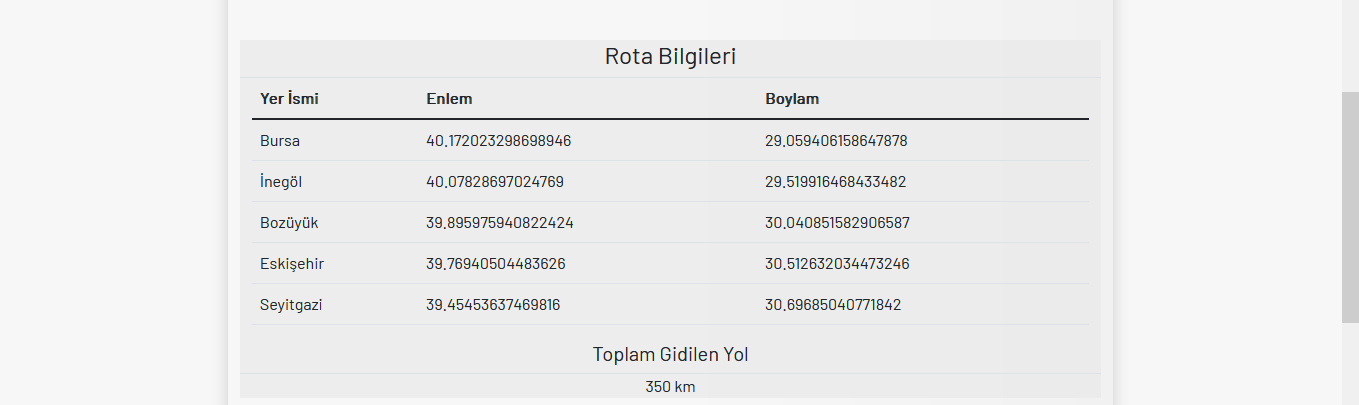 Rota Bilgileri
Yer İsmi Enlem Boylam
Bursa 40.172023298698946 29.059406158647878
İnegöl 40.07828697024769 29.519916468433482
Bozüyük 39.895975940822424 30.040851582906587
Eskişehir 39.76940504483626 30.512632034473246
Seyitgazi 39.45453637469816 30.69685040771842
Toplam Gidilen Yol
350 km